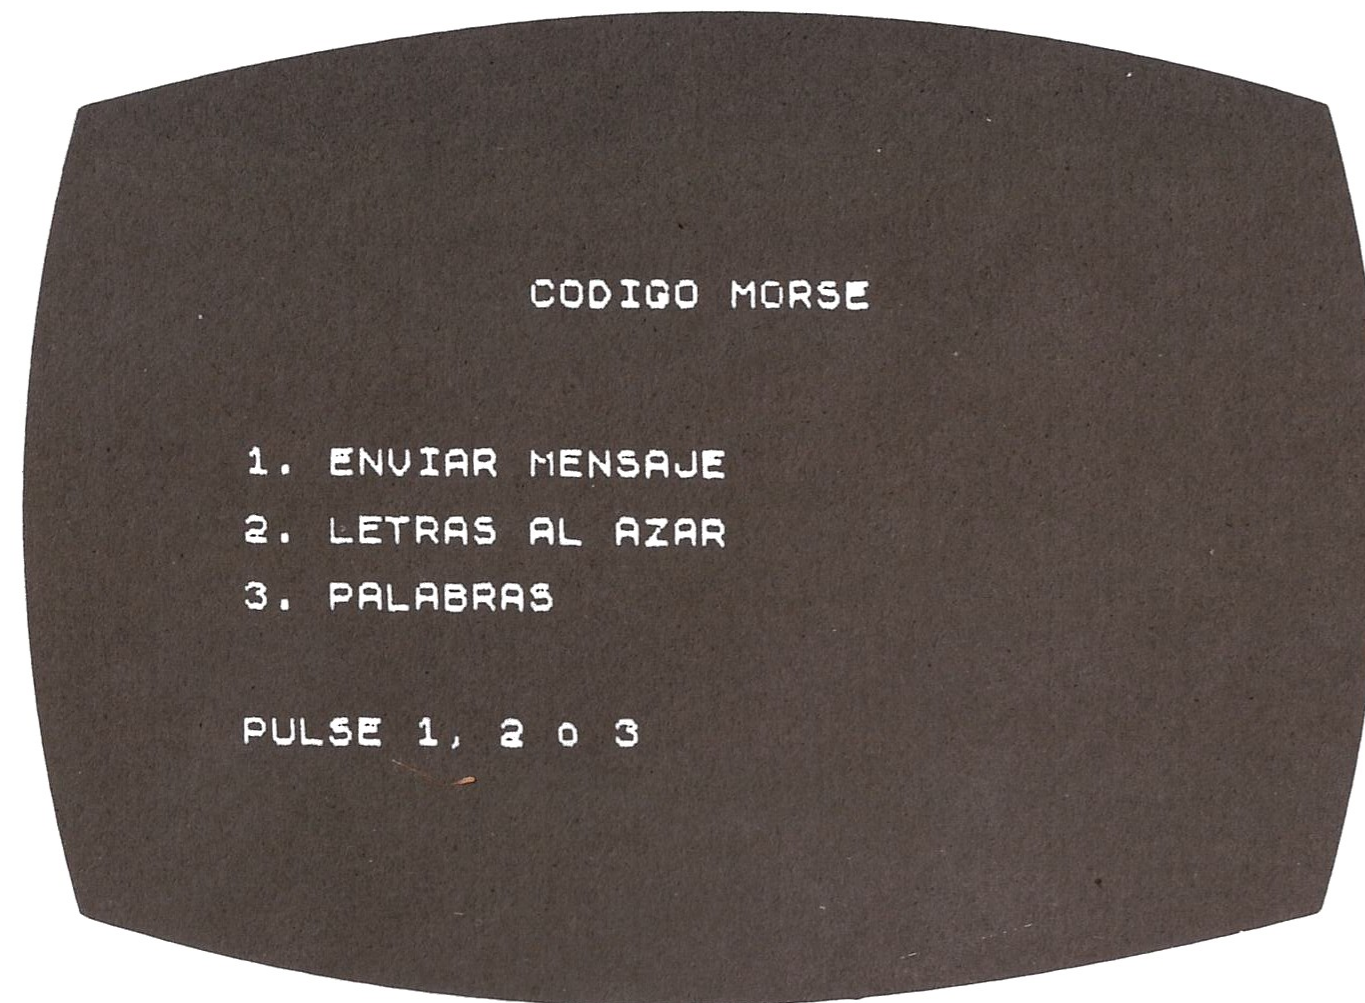 CODIGO MORSE
1. ENVIAR MENSAJE
2. LETRAS AL AZAR
3. PALABRAS
PULSE 1, 2 o 3